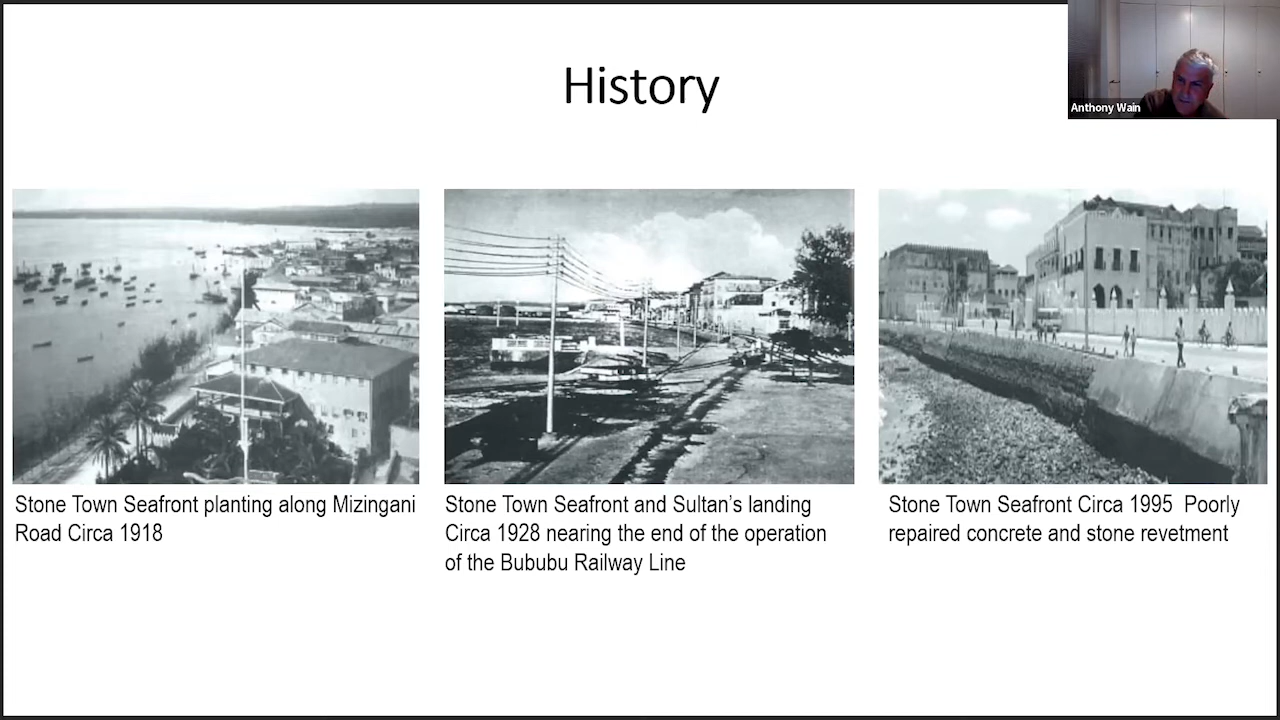 History
Anthony Wain
Stone Town Seafront planting along Mizingani
Road Circa 1918
Stone Town Seafront and Sultan's landing
Circa 1928 nearing the end of the operation
of the Bububu Railway Line
Stone Town Seafront Circa 1995  Poorly
repaired concrete and stone revetment